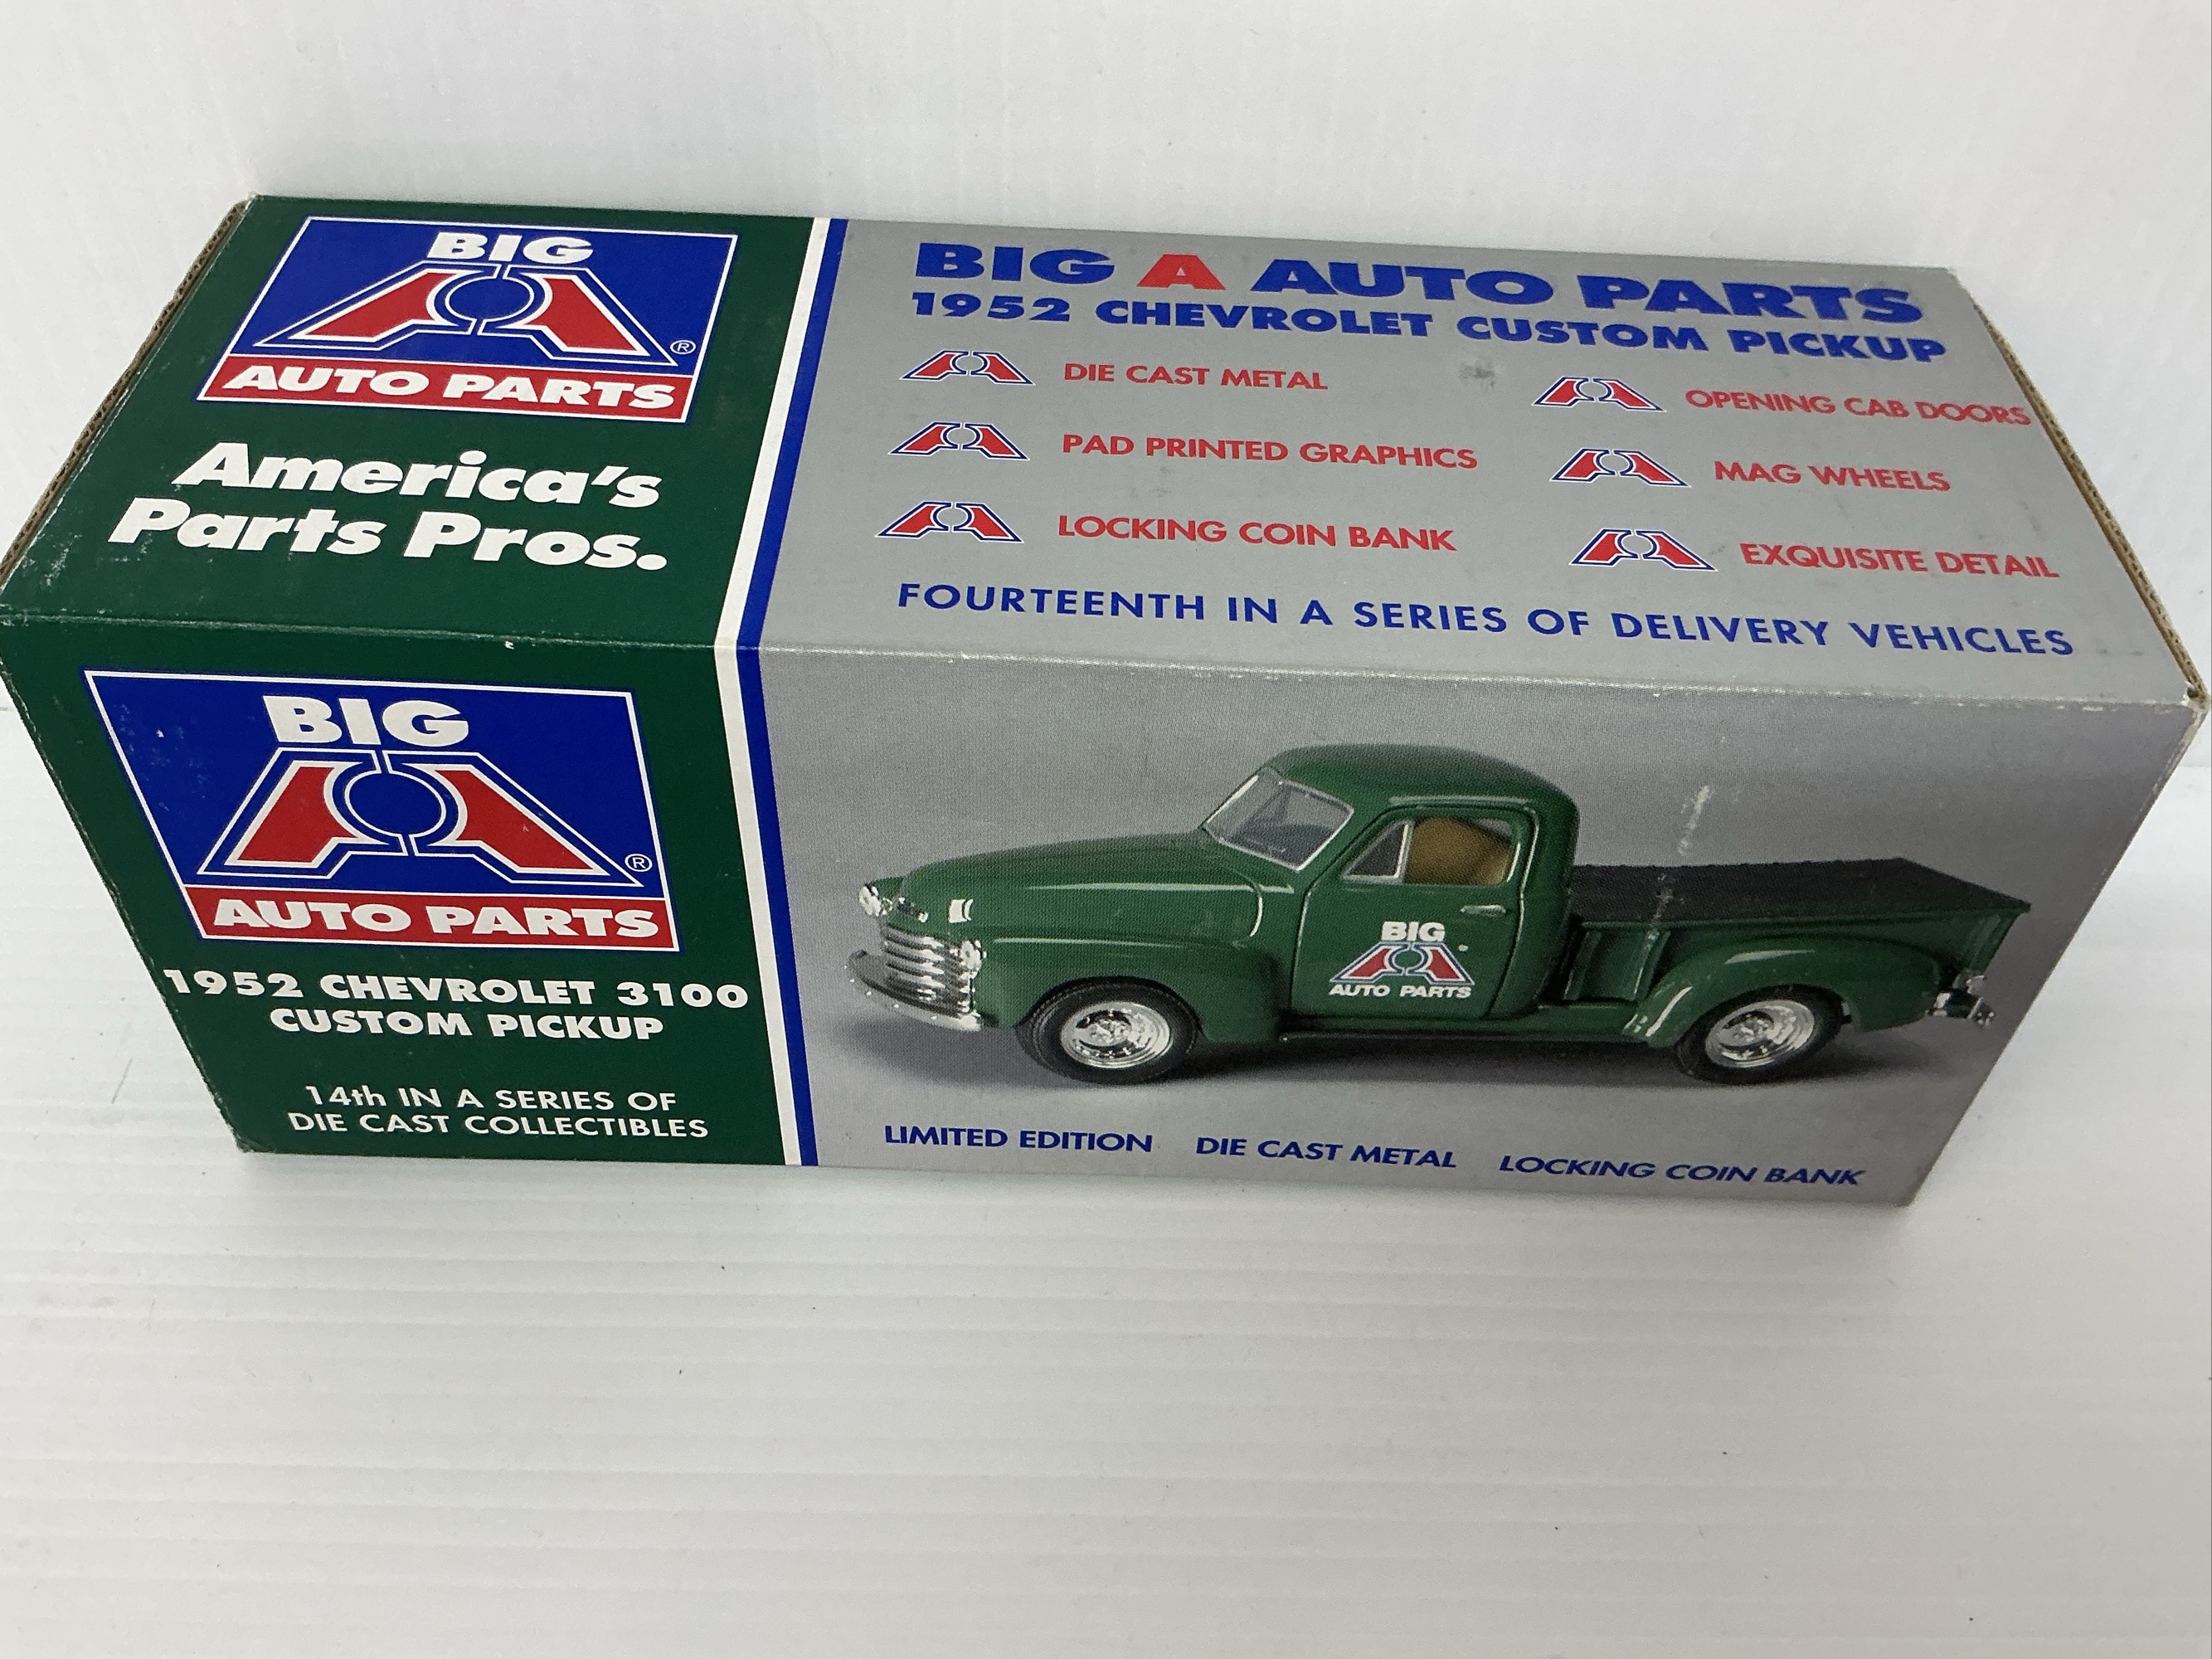 BIG
®
AUTO PARTS
America's
Parts Pros.
BIG A AUTO PARTS
1952 CHEVROLET CUSTOM PICKUP
DIE CAST METAL
PAD PRINTED GRAPHICS
LOCKING COIN BANK
OPENING CAB DOORS
MAG WHEELS
EXQUISITE DETAIL
FOURTEENTH IN A SERIES OF DELIVERY VEHICLES
BIG
®
AUTO PARTS
1952 CHEVROLET 3100
CUSTOM PICKUP
14th IN A SERIES OF
DIE CAST COLLECTIBLES
BIG
AUTO PARTS
LIMITED EDITION DIE CAST METAL LOCKING COIN BANK